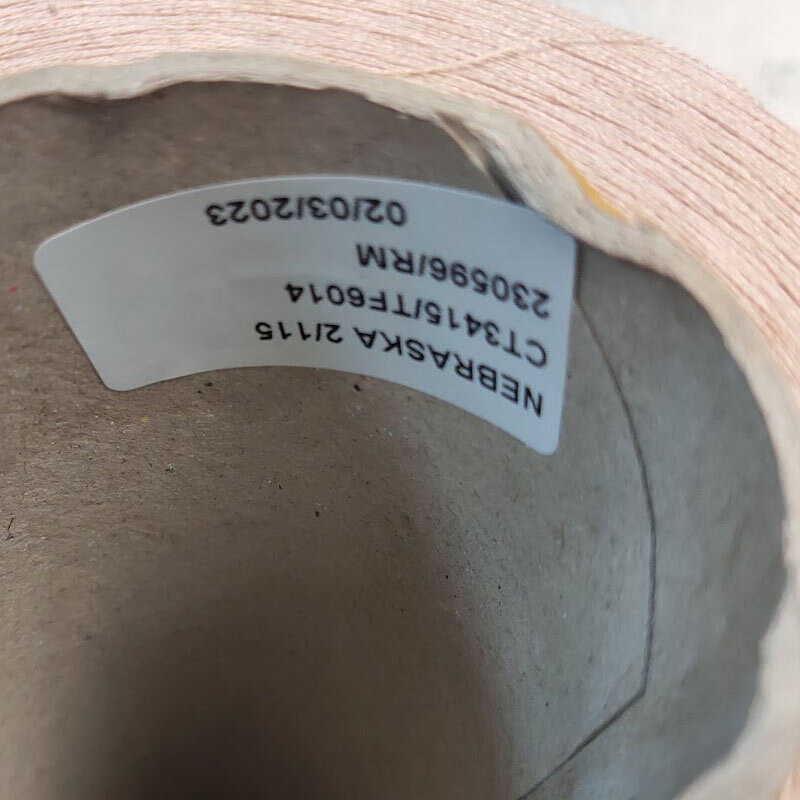 NEBRASKA 2/115
CT3415/TF6014
230596/RM
02/03/2023